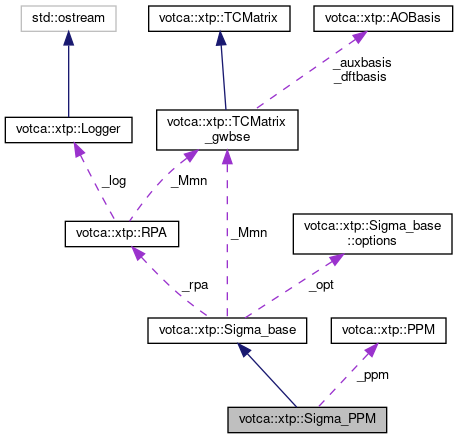 std::ostream
votca::xtp::TCMatrix
votca::xtp::AOBasis
_auxbasis
_dftbasis
votca::xtp::Logger
votca::xtp::TCMatrix
_gwbse
_log
_Mmn
votca::xtp::RPA
_Mmn
votca::xtp::Sigma_base
::options
_rpa
_opt
votca::xtp::Sigma_base
votca::xtp::PPM
_ppm
votca::xtp::Sigma_PPM